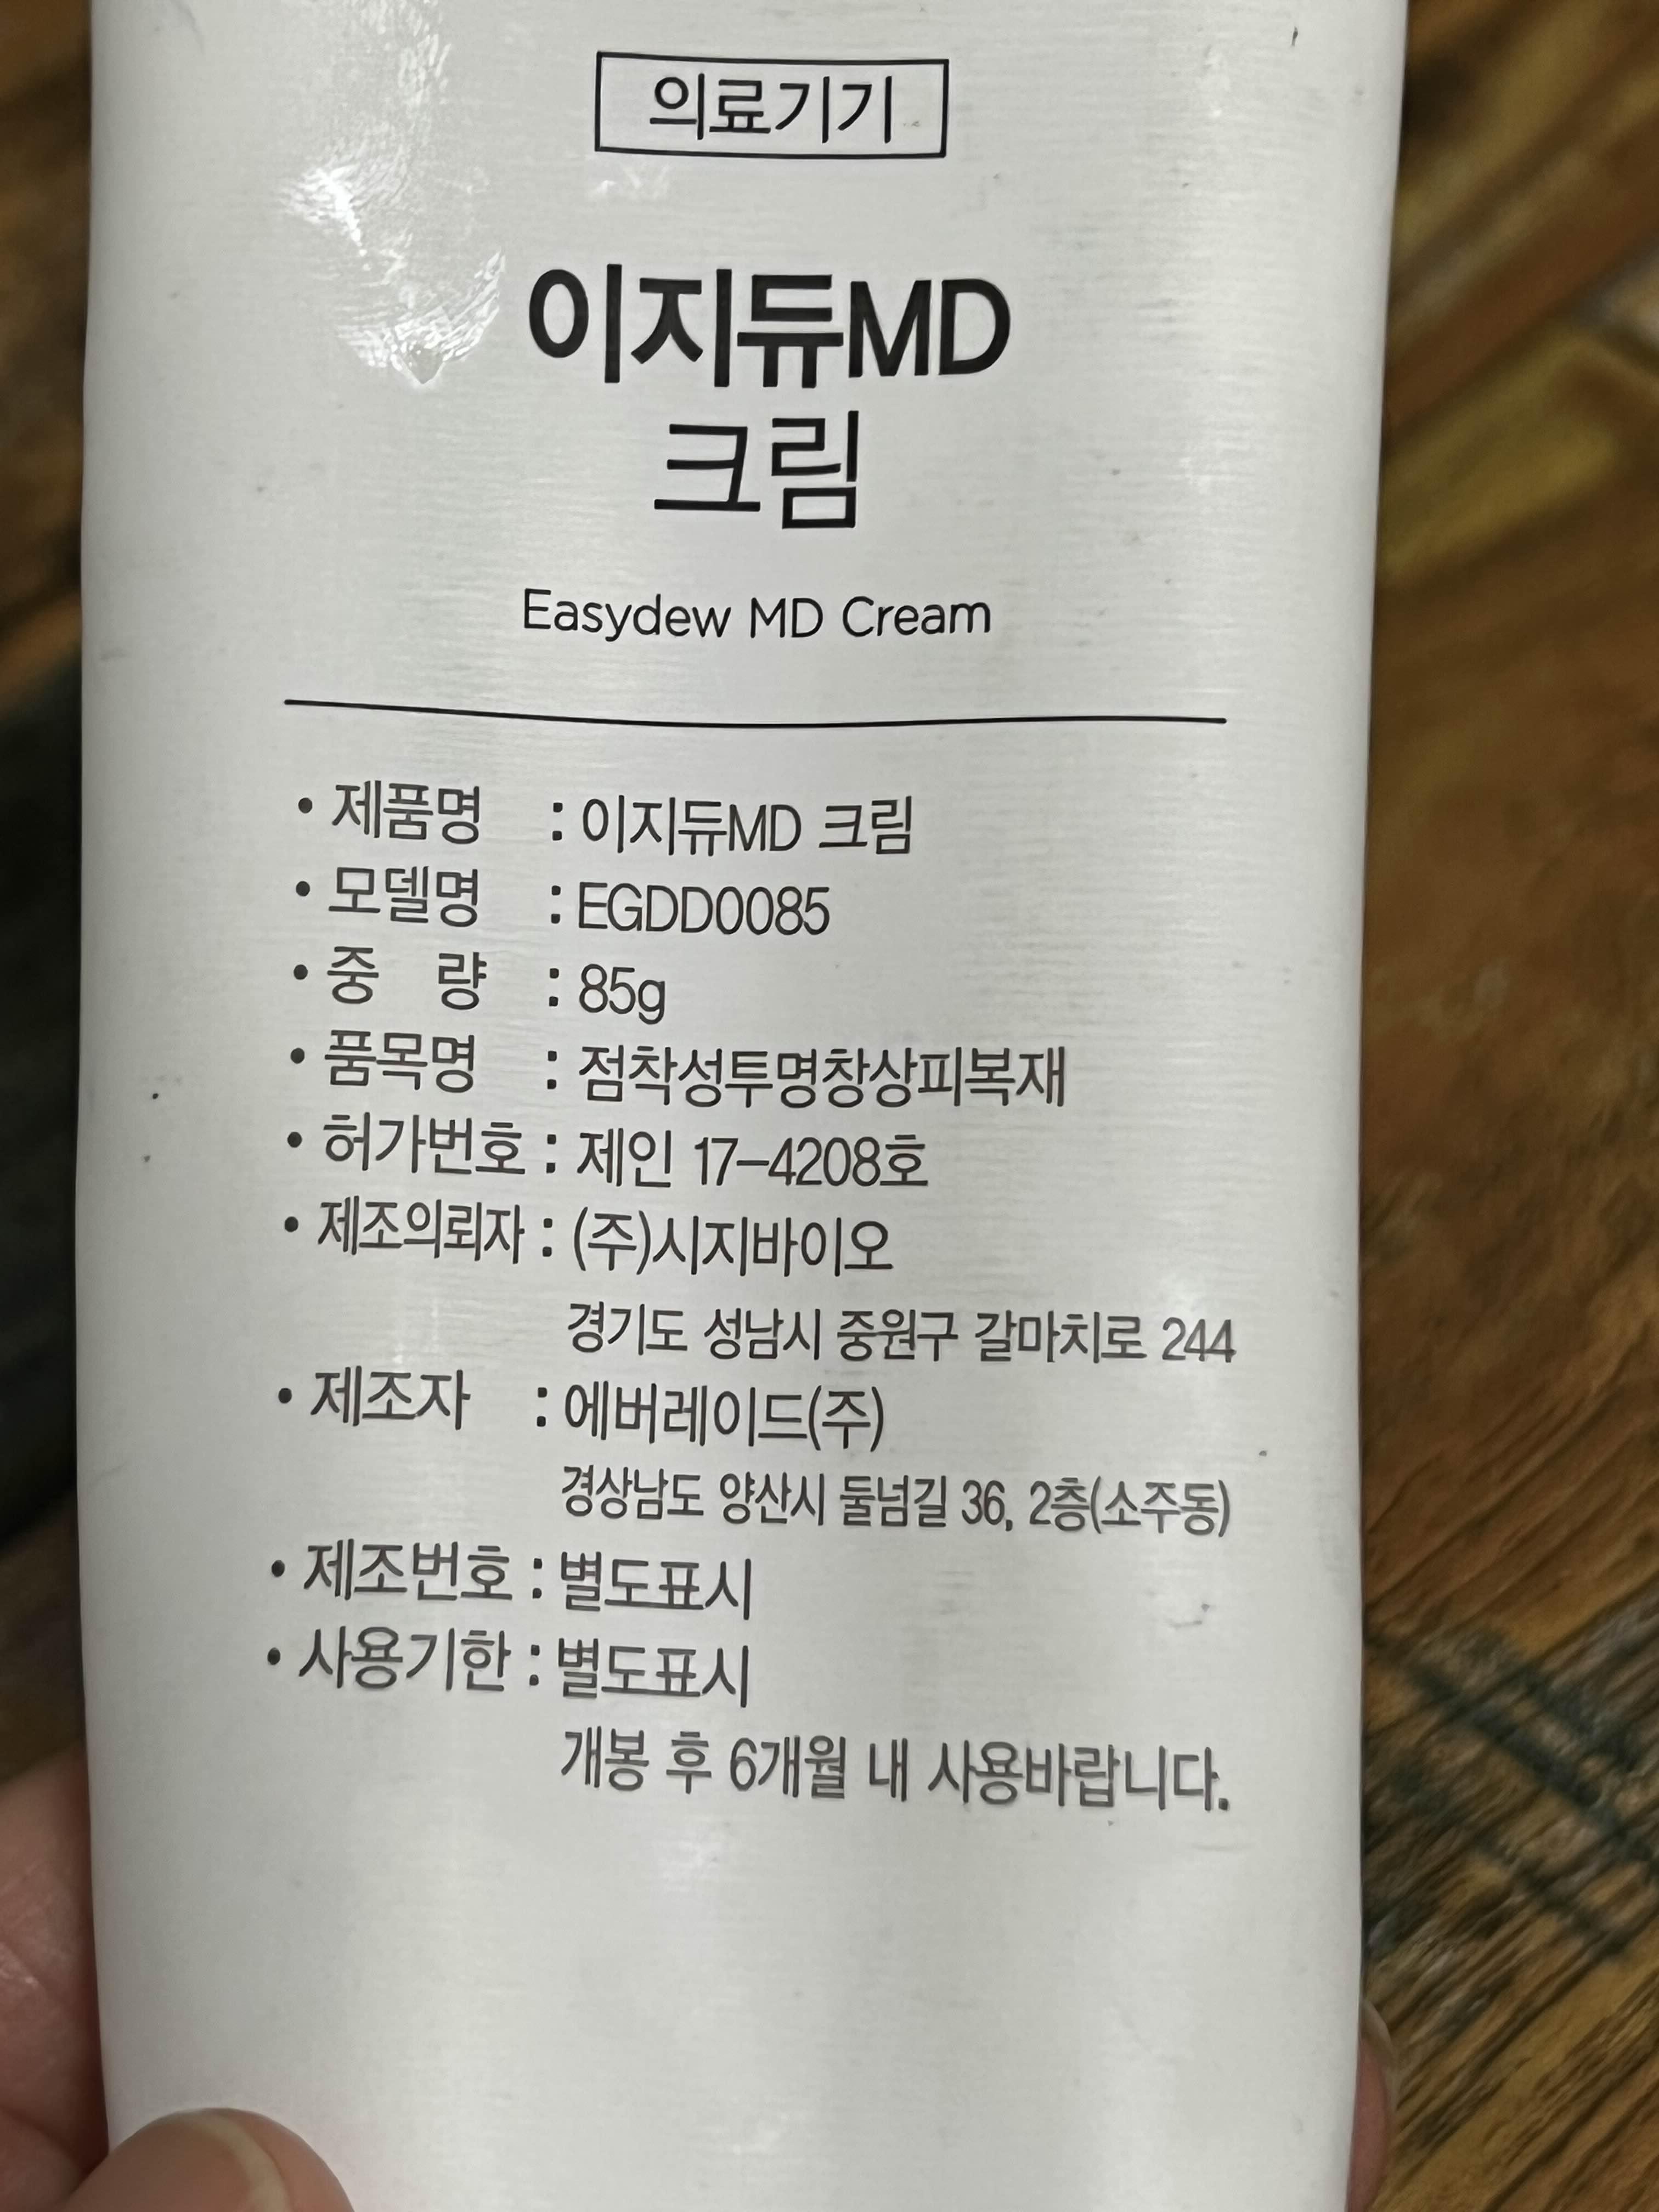 의료기기
이지듀MD
크림
Easydew MD Cream
• 제품명 : 이지듀MD 크림
• 모델명 : EGDD0085
• 중 량 : 85g
• 품목명 : 점착성투명창상피복재
• 허가번호 : 제인 17-4208호
• 제조의뢰자 : (주)시지바이오
경기도 성남시 중원구 갈마치로 244
• 제조자 : 에버레이드(주)
경상남도 양산시 둘넘길 36, 2층(소주동)
• 제조번호 : 별도표시
• 사용기한 : 별도표시
개봉 후 6개월 내 사용바랍니다.